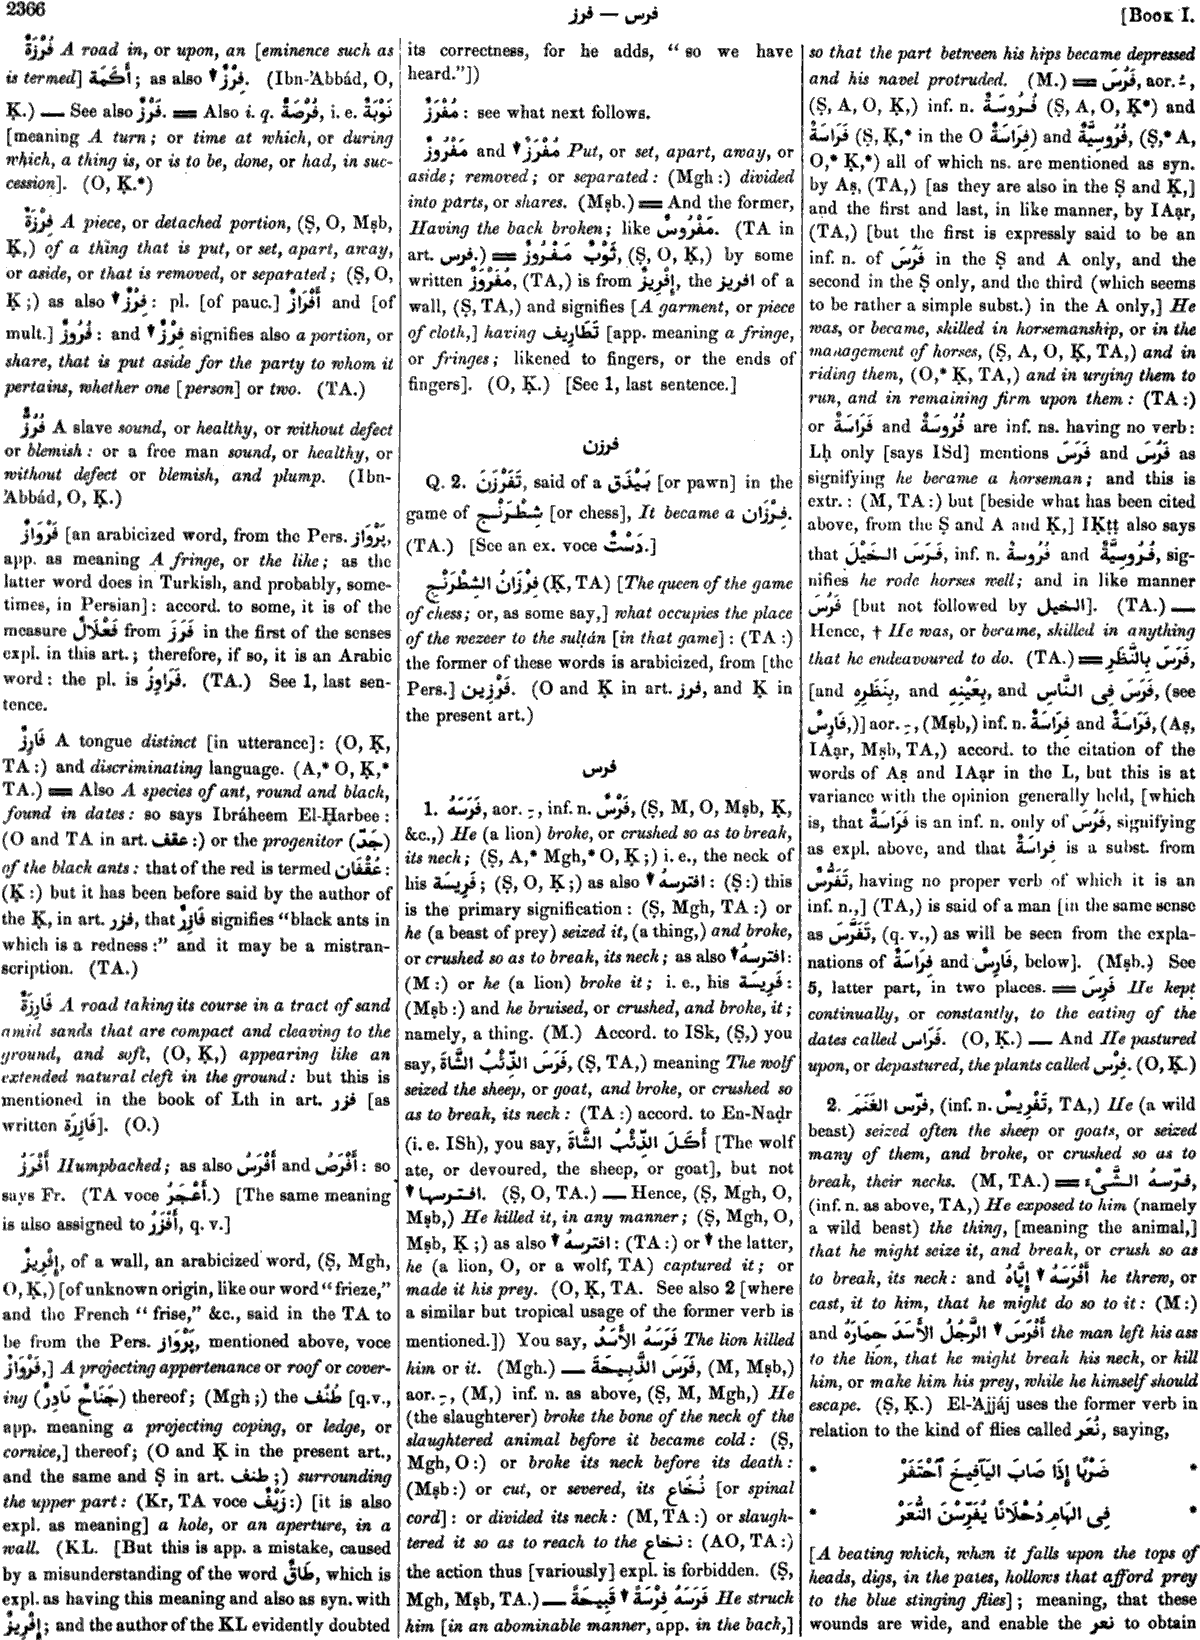 2366
فرز — فرس
[Book I.
فُرْزَةٌ A road in, or upon, an [eminence such as
is termed] أَكَمَة; as also ↓ فِرْزٌ. (Ibn-'Abbád, O,
Ḳ.) — See also فَرْزٌ. = Also i. q. فُرْصَةٌ, i. e. نَوْبَةٌ
[meaning A turn; or time at which, or during
which, a thing is, or is to be, done, or had, in suc-
cession]. (O, Ḳ.*)
فِرْزَةٌ A piece, or detached portion, (Ṣ, O, Mṣb,
Ḳ,) of a thing that is put, or set, apart, away,
or aside, or that is removed, or separated; (Ṣ, O,
Ḳ;) as also ↓ فِرْزٌ: pl. [of pauc.] أَفْرَازٌ and [of
mult.] فُرُوزٌ: and ↓ فِرْزٌ signifies also a portion, or
share, that is put aside for the party to whom it
pertains, whether one [person] or two. (TA.)
فُرُزٌّ A slave sound, or healthy, or without defect
or blemish: or a free man sound, or healthy, or
without defect or blemish, and plump. (Ibn-
'Abbád, O, Ḳ.)
فَرْوَازٌ [an arabicized word, from the Pers. پَرْوَازْ,
app. as meaning A fringe, or the like; as the
latter word does in Turkish, and probably, some-
times, in Persian]: accord. to some, it is of the
measure فَعْلَالٌ from فَرَزَ in the first of the senses
expl. in this art.; therefore, if so, it is an Arabic
word: the pl. is فَرَاوِزُ. (TA.) See 1, last sen-
tence.
فَارِزٌ A tongue distinct [in utterance]: (O, Ḳ,
TA:) and discriminating language. (A,* O, Ḳ,*
TA.) = Also A species of ant, round and black,
found in dates: so says Ibráheem El-Ḥarbee:
(O and TA in art. عقف:) or the progenitor (جَدّ)
of the black ants: that of the red is termed عُقْفَان:
(Ḳ:) but it has been before said by the author of
the Ḳ, in art. فزر, that فَازِرٌ signifies "black ants in
which is a redness:" and it may be a mistran-
scription. (TA.)
فَارِزَةٌ A road taking its course in a tract of sand
amid sands that are compact and cleaving to the
ground, and soft, (O, Ḳ,) appearing like an
extended natural cleft in the ground: but this is
mentioned in the book of Lth in art. فزر [as
written فَازِرَة]. (O.)
أَفْرَزُ Humpbacked; as also أَفْرَسُ and أَفْرَصُ: so
says Fr. (TA voce أَعْجَرُ.) [The same meaning
is also assigned to أَفْزَرُ, q. v.]
إِفْرِيزٌ, of a wall, an arabicized word, (Ṣ, Mgh,
O, Ḳ,) [of unknown origin, like our word "frieze,"
and the French "frise," &c., said in the TA to
be from the Pers. پَرْوَازْ, mentioned above, voce
فَرْوَازٌ,] A projecting appertenance or roof or cover-
ing (جَنَاحٌ نَادِرٌ) thereof; (Mgh;) the طُنُف [q.v.,
app. meaning a projecting coping, or ledge, or
cornice,] thereof; (O and Ḳ in the present art.,
and the same and Ṣ in art. طنف;) surrounding
the upper part: (Kr, TA voce زَيْفٌ:) [it is also
expl. as meaning] a hole, or an aperture, in a
wall. (KL. [But this is app. a mistake, caused
by a misunderstanding of the word طَاقٌ, which is
expl. as having this meaning and also as syn. with
إِفْرِيزٌ; and the author of the KL evidently doubted
its correctness, for he adds, "so we have
heard."])
مُفْرَزٌ: see what next follows.
مَفْرُوزٌ and ↓ مُفْرَزٌ Put, or set, apart, away, or
aside; removed; or separated: (Mgh:) divided
into parts, or shares. (Mṣb.) = And the former,
Having the back broken; like مَفْرُوسٌ. (TA in
art. فرس.) = ثَوْبٌ مَفْرُوزٌ, (Ṣ, O, Ḳ,) by some
written مُفَرْوَزٌ, (TA,) is from إِفْرِيزٌ, the افريز of a
wall, (Ṣ, TA,) and signifies [A garment, or piece
of cloth,] having تَطَارِيف [app. meaning a fringe,
or fringes; likened to fingers, or the ends of
fingers]. (O, Ḳ.) [See 1, last sentence.]
فرزن
Q. 2. تَفَرْزَنَ, said of a بَيْذَق [or pawn] in the
game of شِطْرَنْج [or chess], It became a فِرْزَان.
(TA.) [See an ex. voce دَسْتٌ.]
فِرْزَانُ الشِّطْرَنْجِ (Ḳ, TA) [The queen of the game
of chess; or, as some say,] what occupies the place
of the wezeer to the sulṭán [in that game]: (TA:)
the former of these words is arabicized, from [the
Pers.] فَرْزِين. (O and Ḳ in art. فرز, and Ḳ in
the present art.)
فرس
1. فَرَسَهُ, aor. ـِ, inf. n. فَرْسٌ, (Ṣ, M, O, Mṣb, Ḳ,
&c.,) He (a lion) broke, or crushed so as to break,
its neck; (Ṣ, A,* Mgh,* O, Ḳ;) i. e., the neck of
his فَرِيسَة; (Ṣ, O, Ḳ;) as also ↓ افترسهُ: (Ṣ:) this
is the primary signification: (Ṣ, Mgh, TA:) or
he (a beast of prey) seized it, (a thing,) and broke,
or crushed so as to break, its neck; as also ↓ افترسهُ:
(M:) or he (a lion) broke it; i. e., his فَرِيسَة:
(Mṣb:) and he bruised, or crushed, and broke, it;
namely, a thing. (M.) Accord. to ISk, (Ṣ,) you
say, فَرَسَ الذِّئْبُ الشَّاةَ, (Ṣ, TA,) meaning The wolf
seized the sheep, or goat, and broke, or crushed so
as to break, its neck: (TA:) accord. to En-Naḍr
(i. e. ISh), you say, أَكَلَ الذِّئْبُ الشَّاةَ [The wolf
ate, or devoured, the sheep, or goat], but not
↓ افترسها. (Ṣ, O, TA.) — Hence, (Ṣ, Mgh, O,
Mṣb,) He killed it, in any manner; (Ṣ, Mgh, O,
Mṣb, Ḳ;) as also ↓ افترسهُ: (TA:) or ↓ the latter,
he (a lion, O, or a wolf, TA) captured it; or
made it his prey. (O, Ḳ, TA. See also 2 [where
a similar but tropical usage of the former verb is
mentioned.]) You say, فَرَسَهُ الأَسَدُ The lion killed
him or it. (Mgh.) — فَرَسَ الذَّبِيحَةَ, (M, Mṣb,)
aor. ـِ, (M,) inf. n. as above, (Ṣ, M, Mgh,) He
(the slaughterer) broke the bone of the neck of the
slaughtered animal before it became cold: (Ṣ,
Mgh, O:) or broke its neck before its death:
(Mṣb:) or cut, or severed, its نُخَاع [or spinal
cord]: or divided its neck: (M, TA:) or slaugh-
tered it so as to reach to the نخاع: (AO, TA:)
the action thus [variously] expl. is forbidden. (Ṣ,
Mgh, Mṣb, TA.) — فَرَسَهُ فِرْسَةً ↓ قَبِيحَةً He struck
him [in an abominable manner, app. in the back,]
so that the part between his hips became depressed
and his navel protruded. (M.) = فَرُسَ, aor. ـُ,
(Ṣ, A, O, Ḳ,) inf. n. فُرُوسَةٌ (Ṣ, A, O, Ḳ*) and
فَرَاسَةٌ (Ṣ, Ḳ,* in the O فِرَاسَةٌ) and فُرُوسِيَّةٌ, (Ṣ,* A,
O,* Ḳ,*) all of which ns. are mentioned as syn.
by Aṣ, (TA,) [as they are also in the Ṣ and Ḳ,]
and the first and last, in like manner, by IAạr,
(TA,) [but the first is expressly said to be an
inf. n. of فَرُسَ in the Ṣ and A only, and the
second in the Ṣ only, and the third (which seems
to be rather a simple subst.) in the A only,] He
was, or became, skilled in horsemanship, or in the
management of horses, (Ṣ, A, O, Ḳ, TA,) and in
riding them, (O,* Ḳ, TA,) and in urging them to
run, and in remaining firm upon them: (TA:)
or فَرَاسَةٌ and فُرُوسَةٌ are inf. ns. having no verb:
Lḥ only [says ISd] mentions فَرَسَ and فَرُسَ as
signifying he became a horseman; and this is
extr.: (M, TA:) but [beside what has been cited
above, from the Ṣ and A and Ḳ,] IḲṭṭ also says
that فَرَسَ الخَيْلَ, inf. n. فُرُوسةٌ and فُرُوسِيَّةٌ, sig-
nifies he rode horses well; and in like manner
فَرُسَ [but not followed by الخيل]. (TA.) —
Hence, † He was, or became, skilled in anything
that he endeavoured to do. (TA.) = فَرَسَ بِالنَّظَرِ,
[and بِنَظَرِهِ, and بِعَيْنِهِ, and فَرَسَ فِى النَّاسِ, (see
فَارِسٌ,)] aor. ـِ, (Mṣb,) inf. n. فِرَاسَةٌ and فَرَاسَةٌ, (Aṣ,
IAạr, Mṣb, TA,) accord. to the citation of the
words of Aṣ and IAạr in the L, but this is at
variance with the opinion generally held, [which
is, that فَرَاسَةٌ is an inf. n. only of فَرُسَ, signifying
as expl. above, and that فِرَاسَةٌ is a subst. from
تَفَرُّسٌ, having no proper verb of which it is an
inf. n.,] (TA,) is said of a man [in the same sense
as تَفَرَّسَ, (q. v.,) as will be seen from the expla-
nations of فِرَاسَةٌ and فَارِسٌ, below]. (Mṣb.) See
5, latter part, in two places. = فَرِسَ He kept
continually, or constantly, to the eating of the
dates called فَرَاس. (O, Ḳ.) — And He pastured
upon, or depastured, the plants called فِرْس. (O, Ḳ.)
2. فرّس الغَنَمَ, (inf. n. تَفْرِيسٌ, TA,) He (a wild
beast) seized often the sheep or goats, or seized
many of them, and broke, or crushed so as to
break, their necks. (M, TA.) = فرّسهُ الشَّىْءَ,
(inf. n. as above, TA,) He exposed to him (namely
a wild beast) the thing, [meaning the animal,]
that he might seize it, and break, or crush so as
to break, its neck: and أَفْرَسَهُ ↓ إِيَّاهُ he threw, or
cast, it to him, that he might do so to it: (M:)
and أَفْرَسَ ↓ الرَّجُلُ الأَسَدَ حِمَارَهُ the man left his ass
to the lion, that he might break his neck, or kill
him, or make him his prey, while he himself should
escape. (Ṣ, Ḳ.) El-'Ajjáj uses the former verb in
relation to the kind of flies called نُعَر, saying,
* ضَرْبًا إِذَا صَابَ اليَآفِيخَ ٱحْتَفَرْ *
* فِى الهَامِ دُحْلَانًا يُفَرِّسْنَ النُّعَرْ *
[A beating which, when it falls upon the tops of
heads, digs, in the pates, hollows that afford prey
to the blue stinging flies]; meaning, that these
wounds are wide, and enable the نعر to obtain